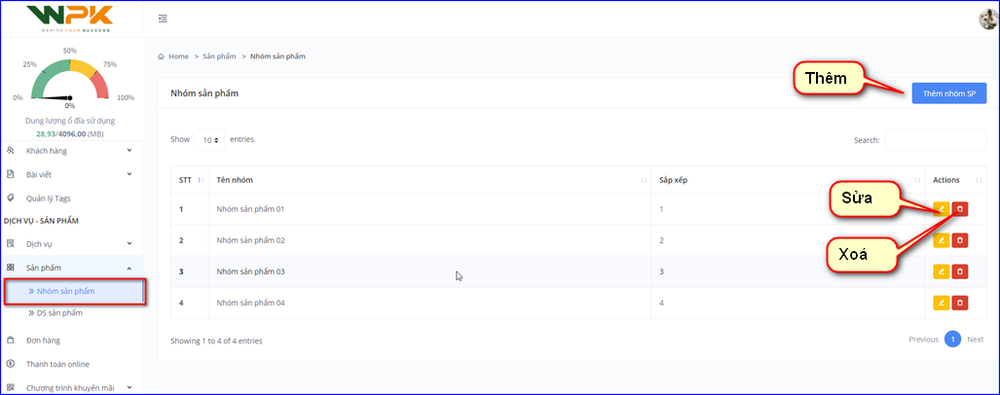 WPK
BEHIDE YOUR SUCCESS
50%
25%
75%
0%
100%
0%
Dung lượng ổ đĩa sử dụng
28,93/4096,00 (MB)
Khách hàng
Bài viết
Quản lý Tags
DỊCH VỤ - SẢN PHẨM
Dịch vụ
Sản phẩm
Nhóm sản phẩm
DS sản phẩm
Đơn hàng
Thanh toán online
Chương trình khuyến mãi
Home > Sản phẩm > Nhóm sản phẩm
Nhóm sản phẩm
Thêm
Thêm nhóm SP
Show 10 entries
Search:
STT Tên nhóm Sắp xếp Actions
1 Nhóm sản phẩm 01 1
2 Nhóm sản phẩm 02 2
3 Nhóm sản phẩm 03 3
4 Nhóm sản phẩm 04 4
Sửa
Xoá
Showing 1 to 4 of 4 entries
Previous 1 Next